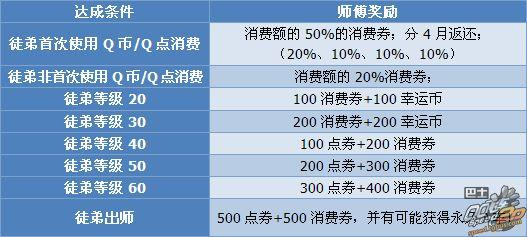 达成条件 师傅奖励
徒弟首次使用 Q 币/Q 点消费 消费额的 50%的消费券；分 4 月返还；
（20%、10%、10%、10%）
徒弟非首次使用 Q 币/Q 点消费 消费额的 20%消费券；
徒弟等级 20 100 消费券+100 幸运币
徒弟等级 30 200 消费券+200 幸运币
徒弟等级 40 100 点券+200 消费券
徒弟等级 50 200 点券+300 消费券
徒弟等级 60 300 点券+400 消费券
徒弟出师 500 点券+500 消费券，并有可能获得永
巴士